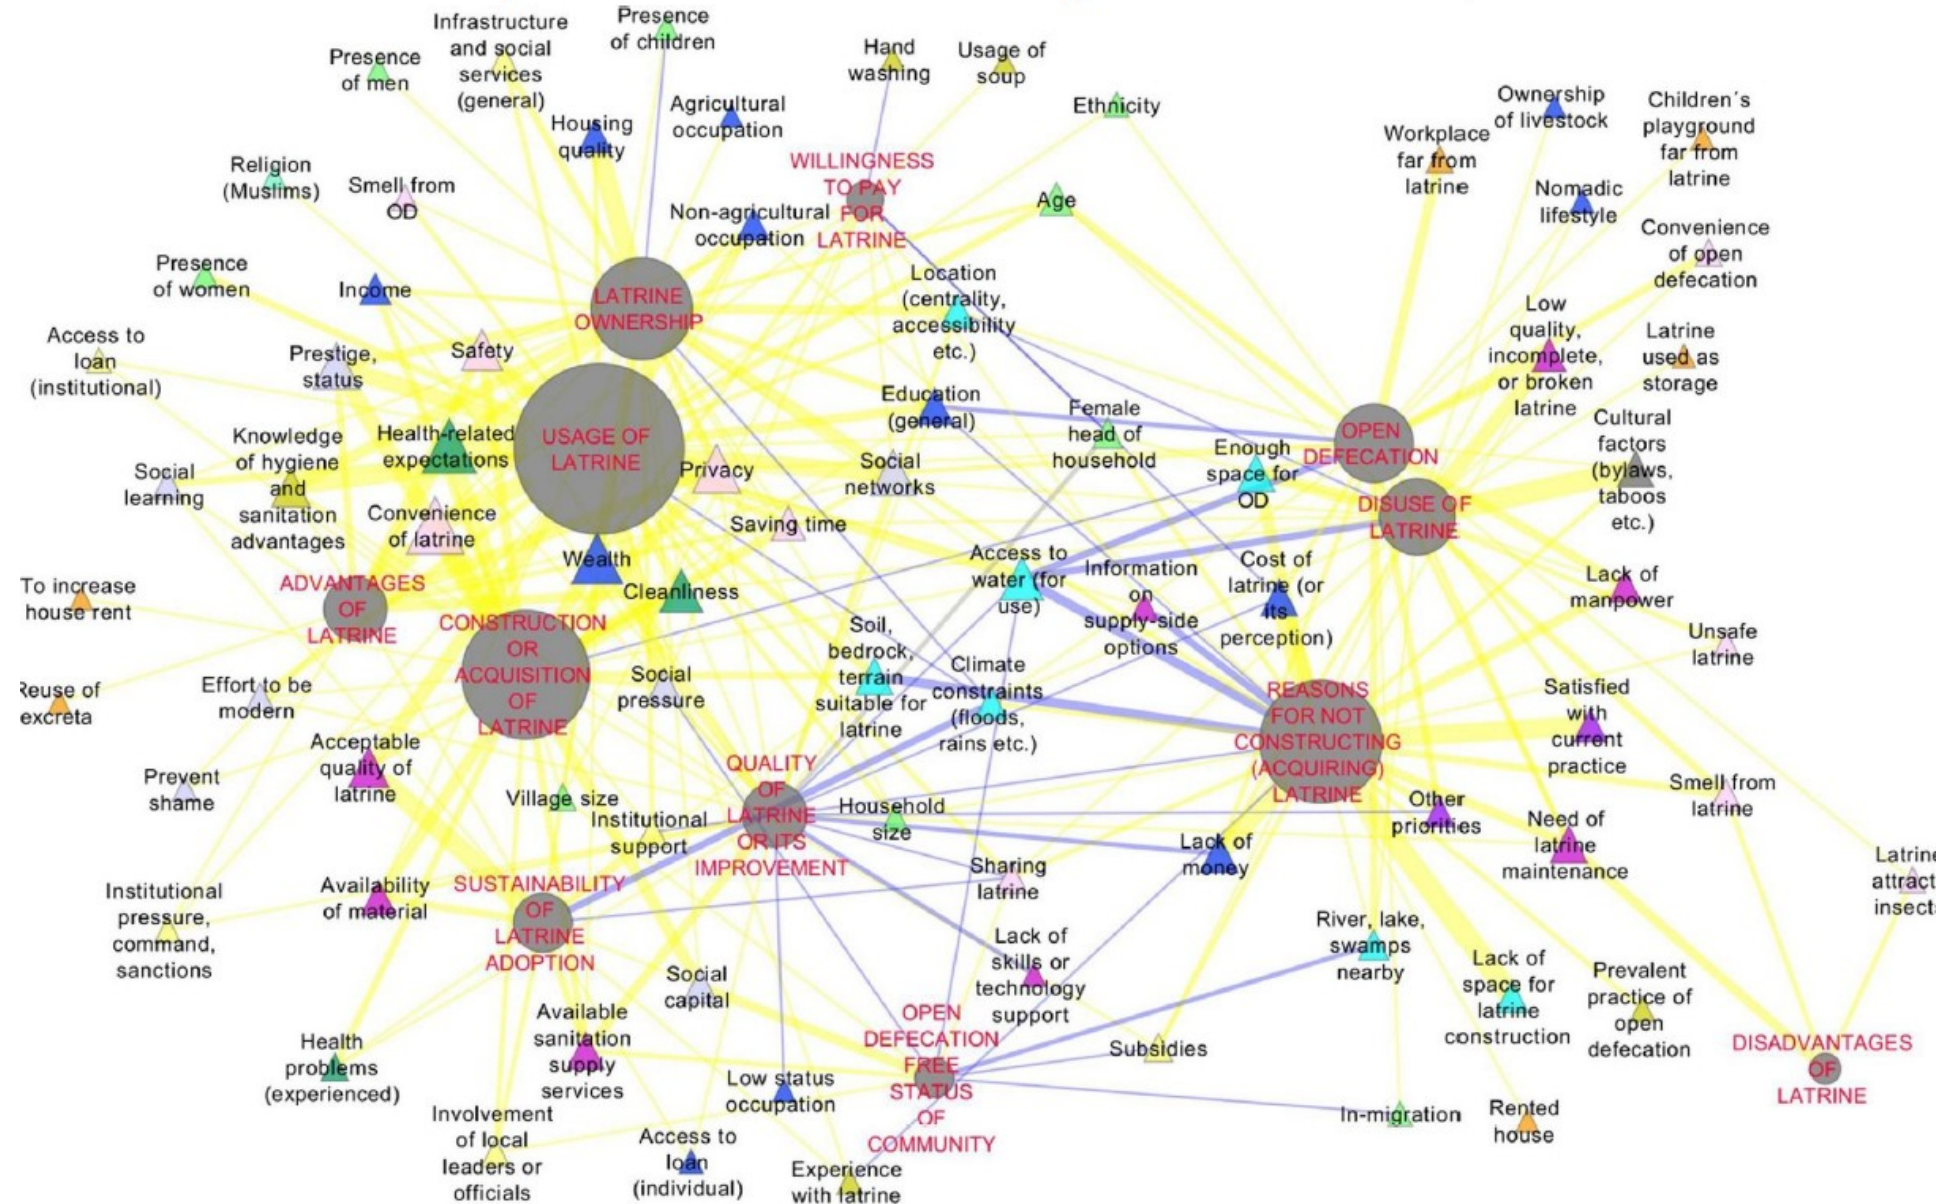 Presence
of children
Infrastructure
and social
services
(general)
Presence
of men
Hand
washing
Usage of
soup
Ethnicity
Agricultural
occupation
Housing
quality
Ownership
of livestock
Children´s
playground
far from
latrine
Workplace
far from
latrine
Religion
(Muslims)
Smell from
OD
WILLINGNESS
TO PAY
FOR
LATRINE
Age
Nomadic
lifestyle
Non-agricultural
occupation
Convenience
of open
defecation
Presence
of women
Income
LATRINE
OWNERSHIP
Location
(centrality,
accessibility
etc.)
Low
quality,
incomplete,
or broken
latrine
Latrine
used as
storage
Access to
loan
(institutional)
Prestige,
status
Safety
Education
(general)
Female
head of
household
Enough
space for
OD
OPEN
DEFECATION
Cultural
factors
(bylaws,
taboos
etc.)
Knowledge
of hygiene
and
sanitation
advantages
Health-related
expectations
USAGE OF
LATRINE
Privacy
Social
networks
Social
learning
DISUSE OF
LATRINE
Convenience
of latrine
Saving time
Wealth
Cleanliness
Access to
water (for
use)
Information
on
supply-side
options
Cost of
latrine (or
its
perception)
Lack of
manpower
To increase
house rent
ADVANTAGES
OF
LATRINE
CONSTRUCTION
OR
ACQUISITION
OF
LATRINE
Soil,
bedrock,
terrain
suitable for
latrine
Climate
constraints
(floods,
rains etc.)
Unsafe
latrine
Reuse of
excreta
Effort to be
modern
Social
pressure
REASONS
FOR NOT
CONSTRUCTING
(ACQUIRING)
LATRINE
Satisfied
with
current
practice
Acceptable
quality of
latrine
Prevent
shame
Village size
Institutional
support
QUALITY
OF
LATRINE
OR ITS
IMPROVEMENT
Household
size
Smell from
latrine
Other
priorities
Need of
latrine
maintenance
Lack of
money
Sharing
latrine
Latrine
attract
insects
Institutional
pressure,
command,
sanctions
Availability
of material
SUSTAINABILITY
OF
LATRINE
ADOPTION
River, lake,
swamps
nearby
Lack of
skills or
technology
support
Lack of
space for
latrine
construction
Prevalent
practice of
open
defecation
Social
capital
Available
sanitation
supply
services
OPEN
DEFECATION
FREE
STATUS
OF
COMMUNITY
Subsidies
DISADVANTAGES
OF
LATRINE
Health
problems
(experienced)
Low status
occupation
In-migration
Rented
house
Involvement
of local
leaders or
officials
Access to
loan
(individual)
Experience
with latrine